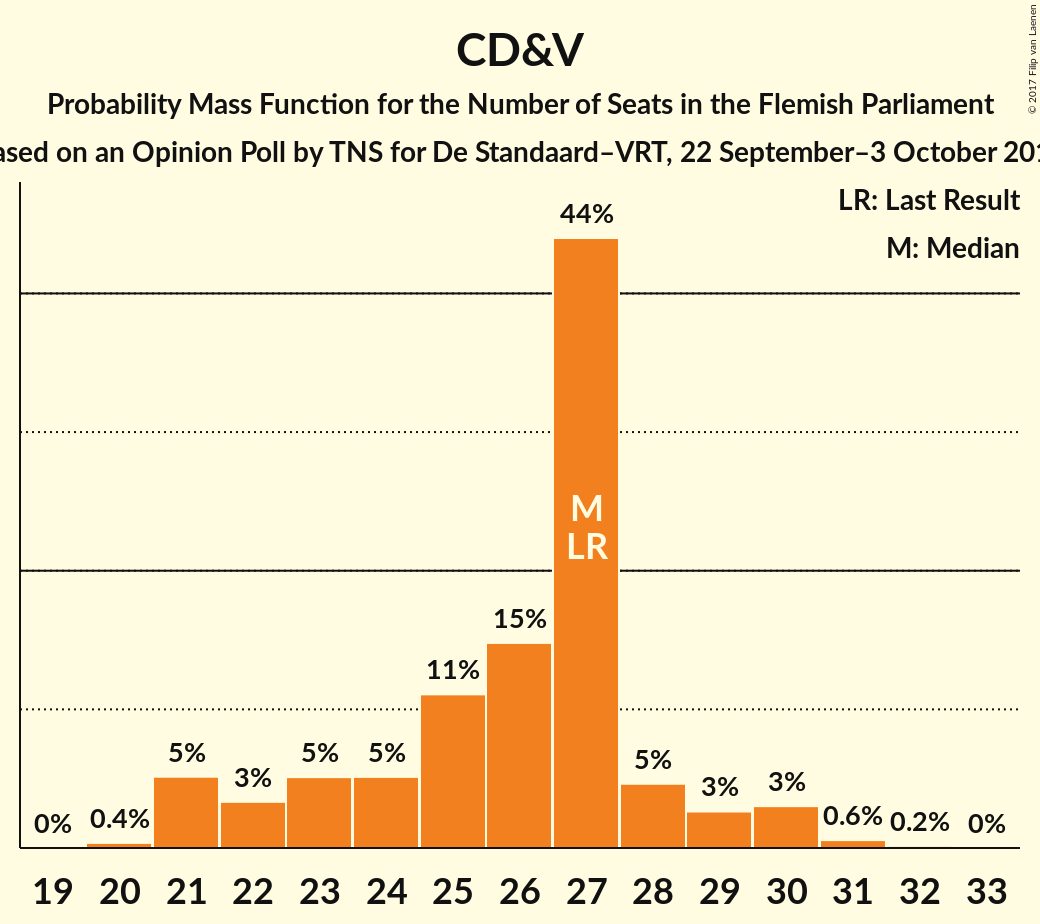 CD&V
Probability Mass Function for the Number of Seats in the Flemish Parliament
ased on an Opinion Poll by TNS for De Standaard–VRT, 22 September–3 October 201
© 2017 Filip van Laenen
LR: Last Result
M: Median
44%
M
LR
15%
11%
5%
3%
5%
5%
5%
3%
3%
0%
0.4%
0.6%
0.2%
0%
19 20 21 22 23 24 25 26 27 28 29 30 31 32 33